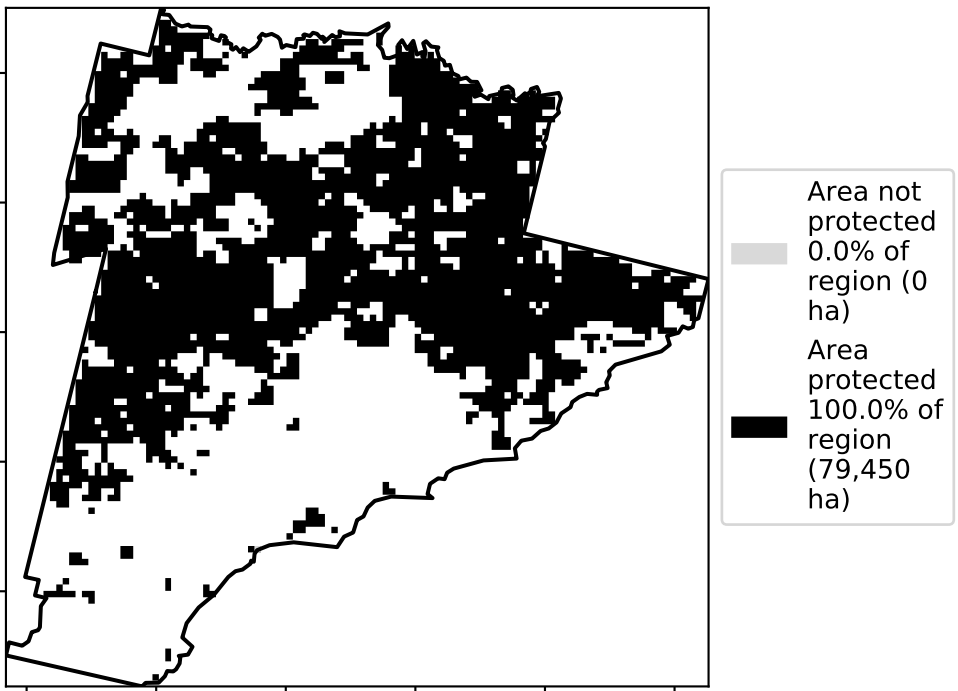 Area not
protected
0.0% of
region (0
ha)
Area
protected
100.0% of
region
(79,450
ha)